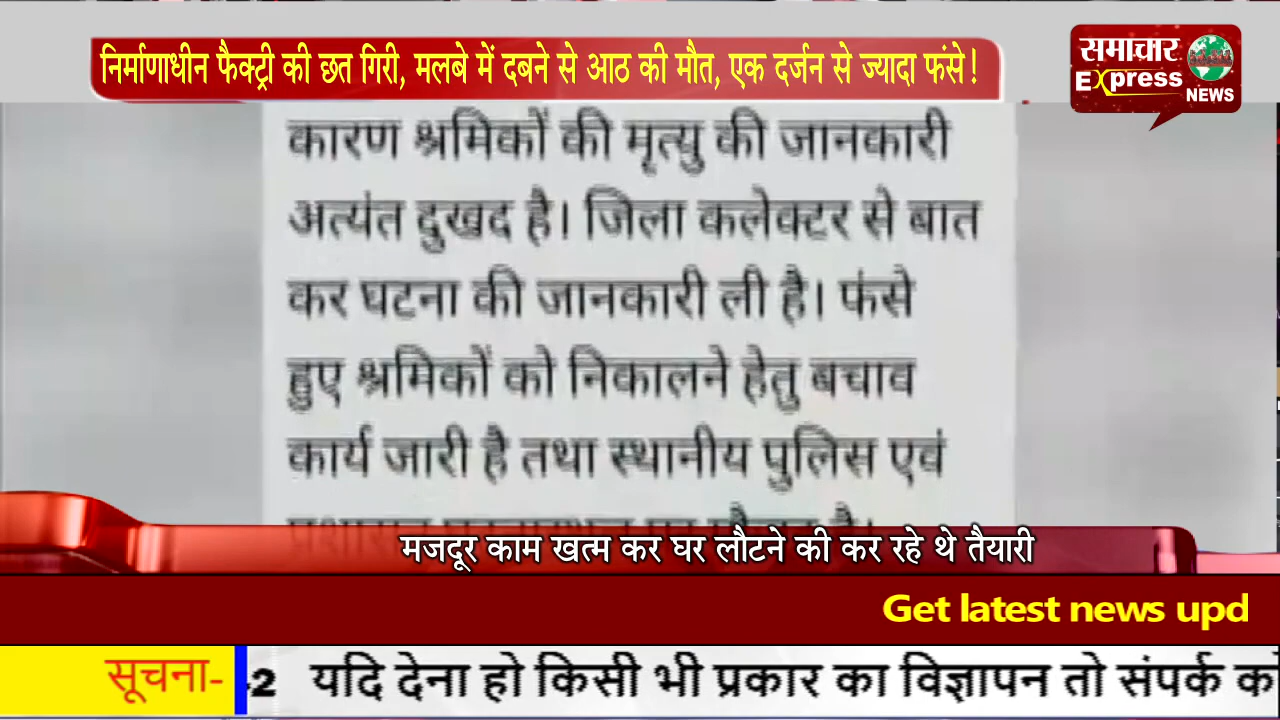 निर्माणाधीन फैक्ट्री की छत गिरी, मलबे में दबने से आठ की मौत, एक दर्जन से ज्यादा फंसे!
समाचार
Express
NEWS
कारण श्रमिकों की मृत्यु की जानकारी
अत्यंत दुखद है। जिला कलेक्टर से बात
कर घटना की जानकारी ली है। फंसे
हुए श्रमिकों को निकालने हेतु बचाव
कार्य जारी है तथा स्थानीय पुलिस एवं
मजदूर काम खत्म कर घर लौटने की कर रहे थे तैयारी
Get latest news upd
सूचना-
2 यदि देना हो किसी भी प्रकार का विज्ञापन तो संपर्क